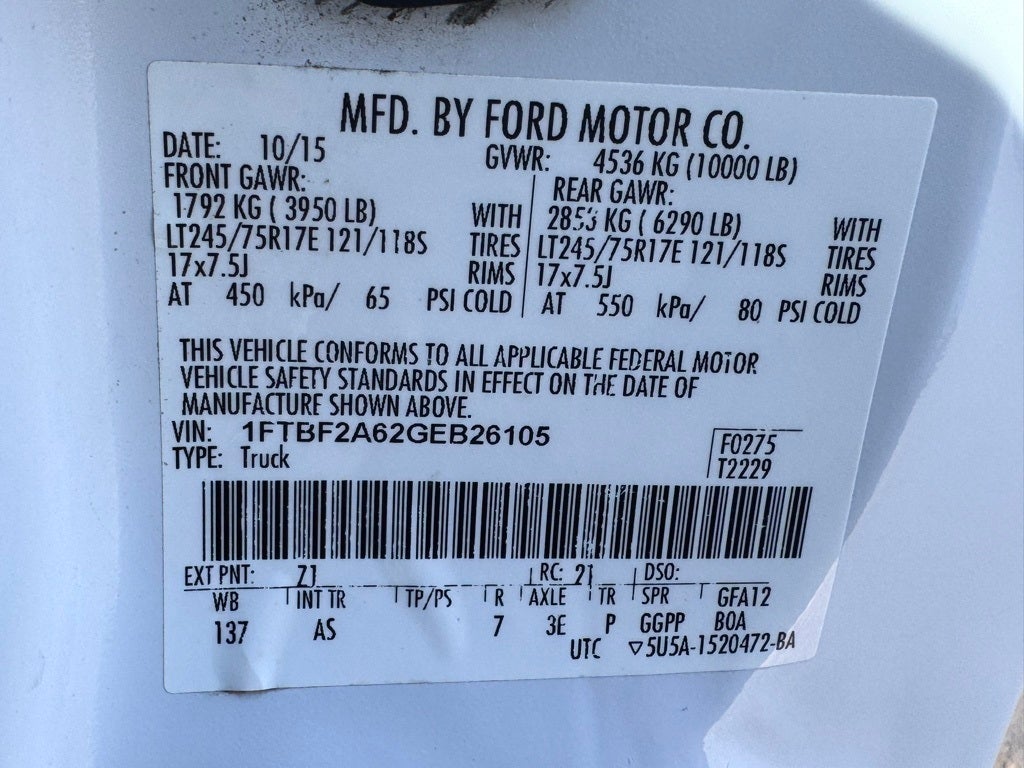 MFD. BY FORD MOTOR CO.
DATE: 10/15 GVWR: 4536 KG (10000 LB)
FRONT GAWR: REAR GAWR:
1792 KG ( 3950 LB) WITH 2853 KG ( 6290 LB) WITH
LT245/75R17E 121/118S TIRES LT245/75R17E 121/118S TIRES
17x7.5J RIMS 17x7.5J RIMS
AT 450 kPa/ 65 PSI COLD AT 550 kPa/ 80 PSI COLD
THIS VEHICLE CONFORMS TO ALL APPLICABLE FEDERAL MOTOR
VEHICLE SAFETY STANDARDS IN EFFECT ON THE DATE OF
MANUFACTURE SHOWN ABOVE.
VIN: 1FTBF2A62GEB26105 F0275
TYPE: Truck T2229
EXT PNT: Z1 RC: 21 DSO:
WB INT TR TP/PS R AXLE TR SPR GFA12
137 AS 7 3E P GGPP BOA
UTC ▽5U5A-1520472-BA